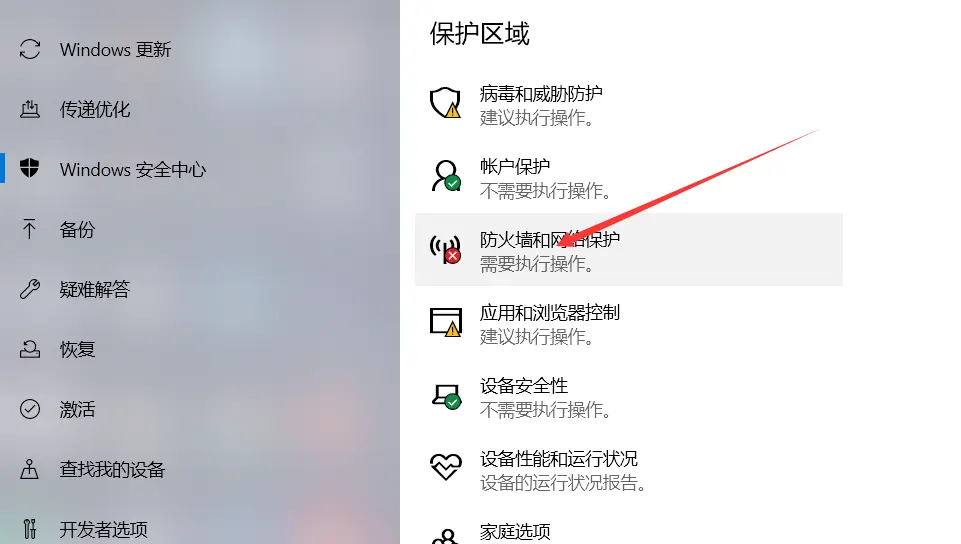 Windows 更新
传递优化
Windows 安全中心
备份
疑难解答
恢复
激活
查找我的设备
开发者选项
保护区域
病毒和威胁防护
建议执行操作。
帐户保护
不需要执行操作。
防火墙和网络保护
需要执行操作。
应用和浏览器控制
建议执行操作。
设备安全性
不需要执行操作。
设备性能和运行状况
设备的运行状况报告。
家庭选项